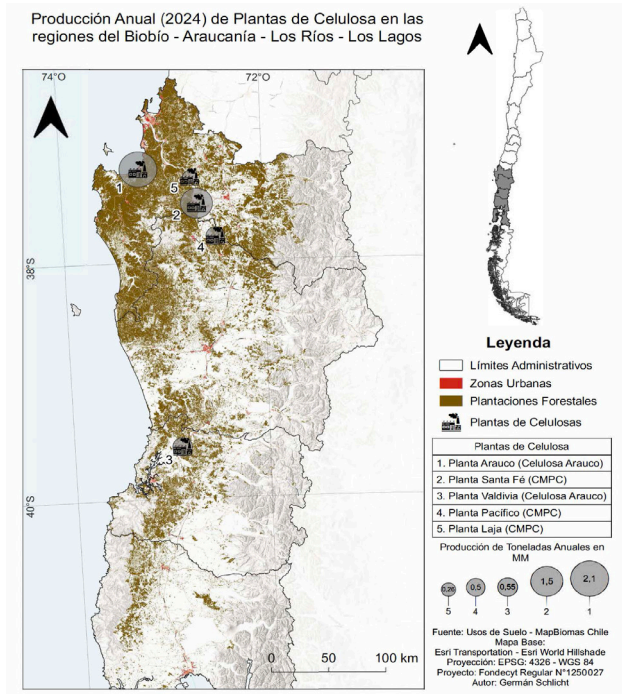 Producción Anual (2024) de Plantas de Celulosa en las
regiones del Biobío - Araucanía - Los Ríos - Los Lagos
74°O
72°O
38°S
40°S
1
5
2
4
3
0
50
100 km
Leyenda
Límites Administrativos
Zonas Urbanas
Plantaciones Forestales
Plantas de Celulosas
Plantas de Celulosa
1. Planta Arauco (Celulosa Arauco)
2. Planta Santa Fé (CMPC)
3. Planta Valdivia (Celulosa Arauco)
4. Planta Pacífico (CMPC)
5. Planta Laja (CMPC)
Producción de Toneladas Anuales en
MM
0,26
0,5
0,55
1,5
2,1
5
4
3
2
1
Fuente: Usos de Suelo - MapBiomas Chile
Mapa Base:
Esri Transportation - Esri World Hillshade
Proyección: EPSG: 4326 - WGS 84
Proyecto: Fondecyt Regular N°1250027
Autor: Germán Schlicht